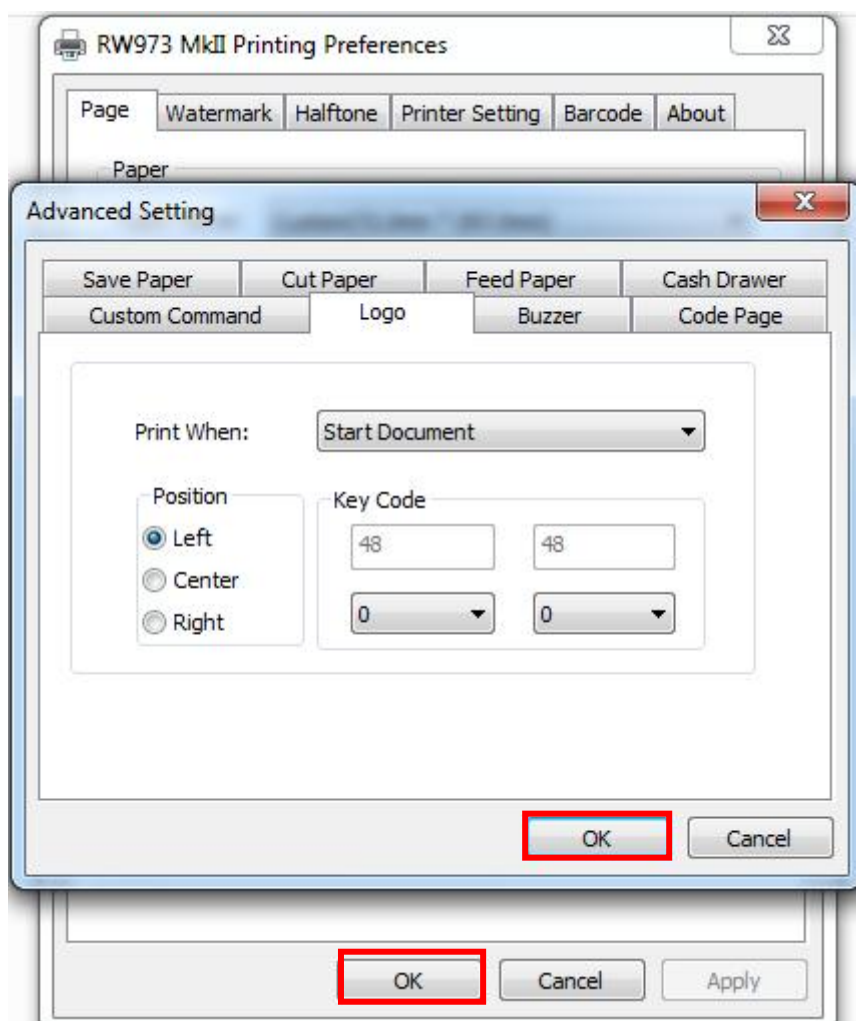 RW973 MkII Printing Preferences
Page Watermark Halftone Printer Setting Barcode About
Paper
Advanced Setting
Save Paper Cut Paper Feed Paper Cash Drawer
Custom Command Logo Buzzer Code Page
Print When: Start Document
Position Key Code
Left 48 48
Center
Right 0 0
OK Cancel
OK Cancel Apply